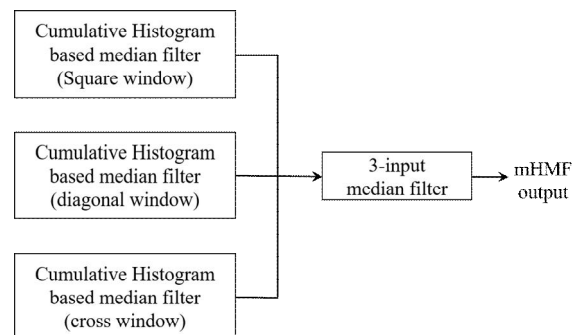 Cumulative Histogram
based median filter
(Square window)
Cumulative Histogram
based median filter
(diagonal window)
Cumulative Histogram
based median filter
(cross window)
3-input
median filter
mHMF
output